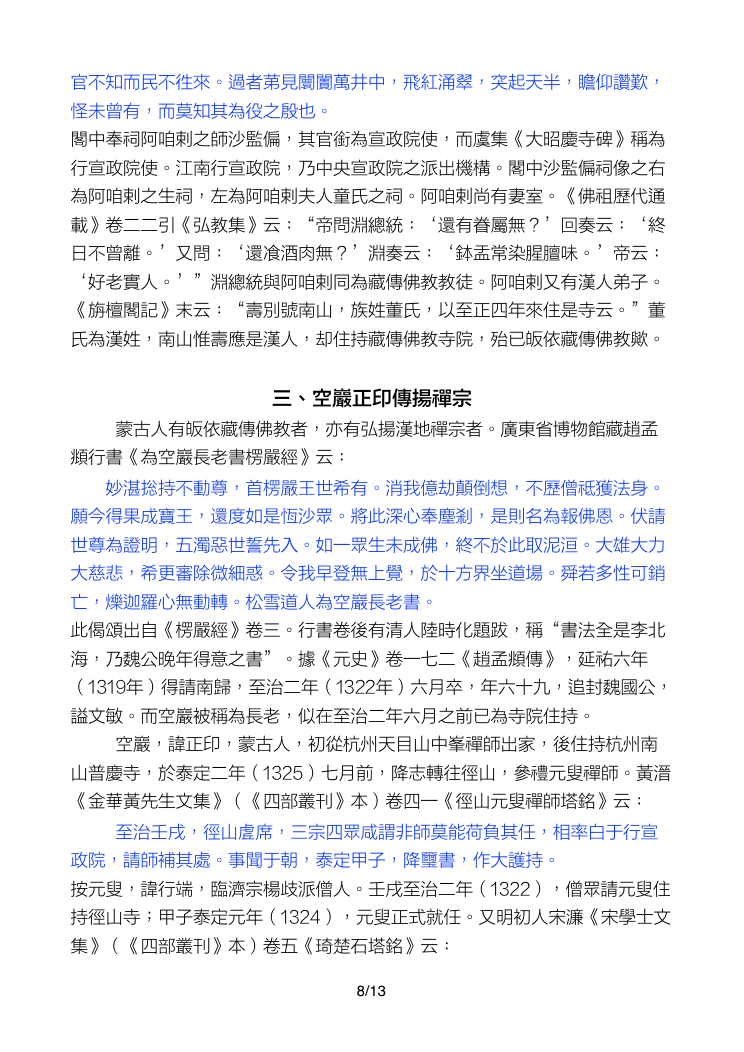 官不知而民不徃來。過者苐見闤闠萬井中，飛紅涌翠，突起天半，瞻仰讚歎，
怪未曾有，而莫知其為役之殷也。
閣中奉祠阿咱剌之師沙監偏，其官銜為宣政院使，而虞集《大昭慶寺碑》稱為
行宣政院使。江南行宣政院，乃中央宣政院之派出機構。閣中沙監偏祠像之右
為阿咱剌之生祠，左為阿咱剌夫人童氏之祠。阿咱剌尚有妻室。《佛祖歷代通
載》卷二二引《弘教集》云：“帝問淵總統：‘還有眷屬無？’回奏云：‘終
日不曾離。’又問：‘還飡酒肉無？’淵奏云：‘鉢盂常染腥膻味。’帝云：
‘好老實人。’”淵總統與阿咱剌同為藏傳佛教教徒。阿咱剌又有漢人弟子。
《旃檀閣記》末云：“壽別號南山，族姓董氏，以至正四年來住是寺云。”董
氏為漢姓，南山惟壽應是漢人，却住持藏傳佛教寺院，殆已皈依藏傳佛教歟。
三、空巖正印傳揚禪宗
蒙古人有皈依藏傳佛教者，亦有弘揚漢地禪宗者。廣東省博物館藏趙孟
頫行書《為空巖長老書楞嚴經》云：
妙湛捴持不動尊，首楞嚴王世希有。消我億劫顛倒想，不歷僧祗獲法身。
願今得果成寶王，還度如是恆沙眾。將此深心奉塵剎，是則名為報佛恩。伏請
世尊為證明，五濁惡世誓先入。如一眾生未成佛，終不於此取泥洹。大雄大力
大慈悲，希更審除微細惑。令我早登無上覺，於十方界坐道場。舜若多性可銷
亡，爍迦羅心無動轉。松雪道人為空巖長老書。
此偈頌出自《楞嚴經》卷三。行書卷後有清人陸時化題跋，稱“書法全是李北
海，乃魏公晚年得意之書”。據《元史》卷一七二《趙孟頫傳》，延祐六年
（1319年）得請南歸，至治二年（1322年）六月卒，年六十九，追封魏國公，
謚文敏。而空巖被稱為長老，似在至治二年六月之前已為寺院住持。
空巖，諱正印，蒙古人，初從杭州天目山中峯禪師出家，後住持杭州南
山普慶寺，於泰定二年（1325）七月前，降志轉往徑山，參禮元叟禪師。黃溍
《金華黃先生文集》（《四部叢刊》本）卷四一《徑山元叟禪師塔銘》云：
至治壬戌，徑山虗席，三宗四眾咸謂非師莫能荷負其任，相率白于行宣
政院，請師補其處。事聞于朝，泰定甲子，降璽書，作大護持。
按元叟，諱行端，臨濟宗楊歧派僧人。壬戌至治二年（1322），僧眾請元叟住
持徑山寺；甲子泰定元年（1324），元叟正式就任。又明初人宋濂《宋學士文
集》（《四部叢刊》本）卷五《琦楚石塔銘》云：
8/13